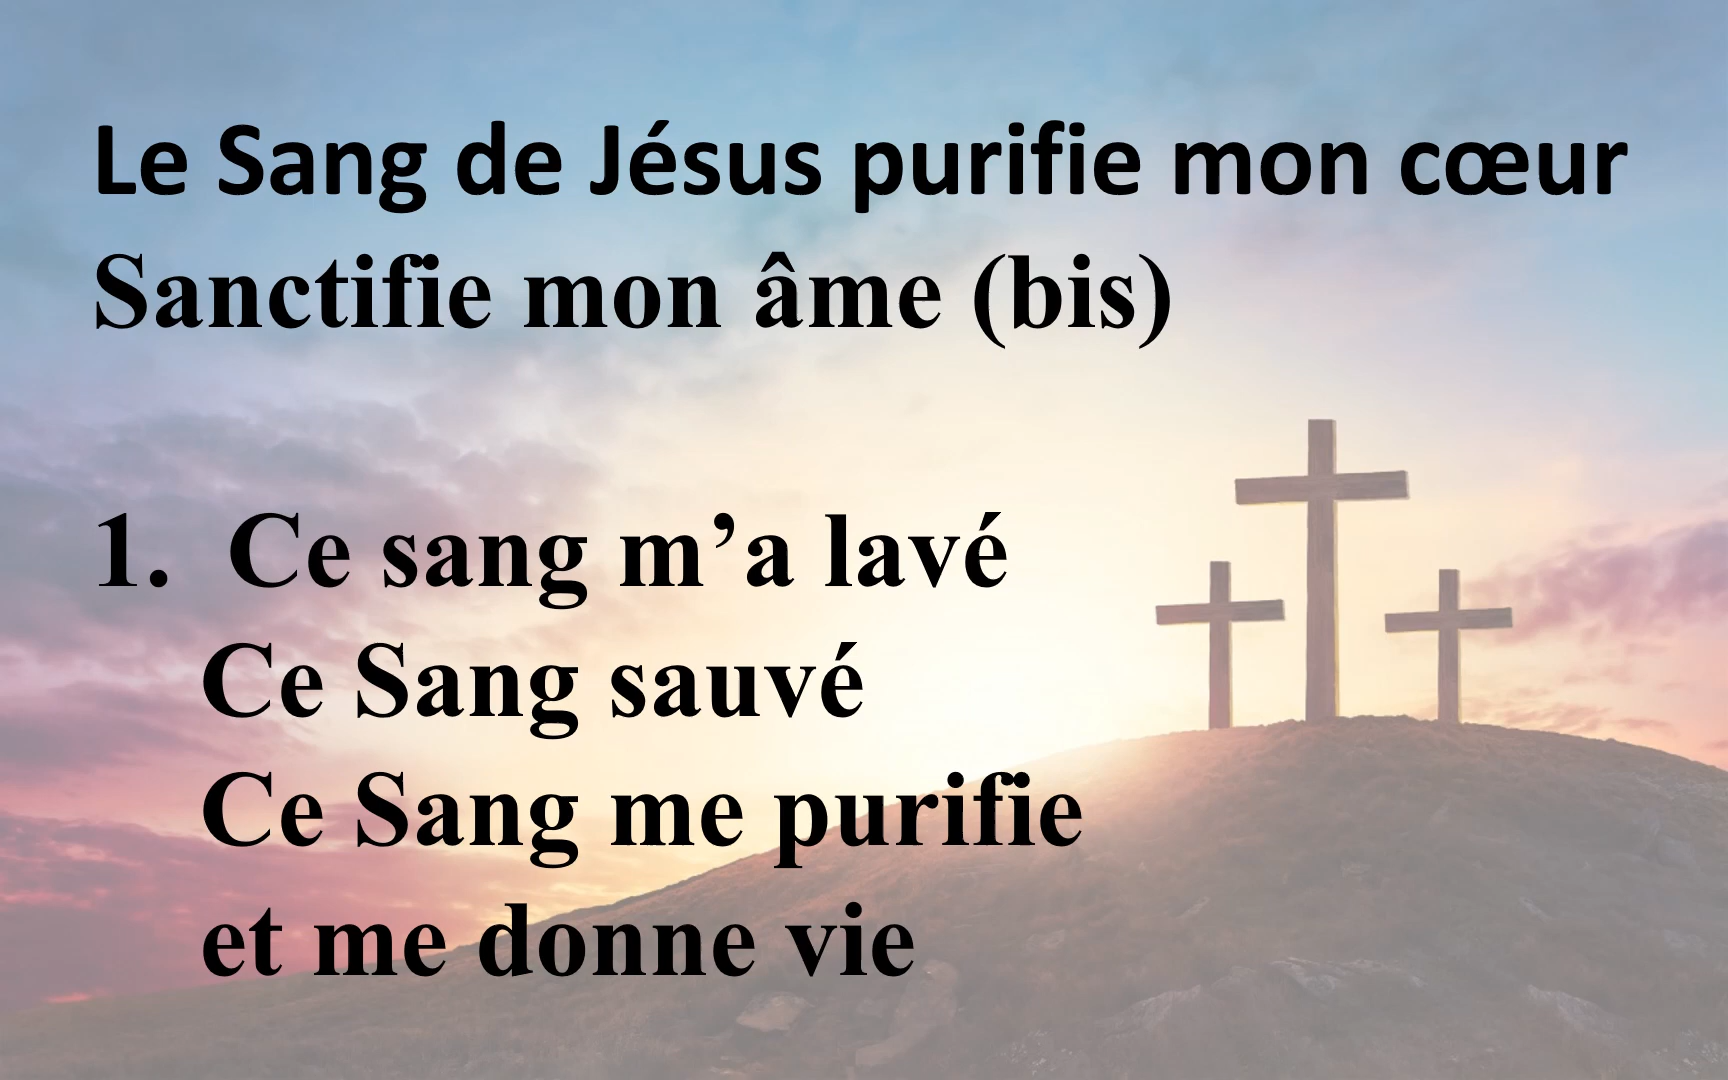 Le Sang de Jésus purifie mon cœur
Sanctifie mon âme (bis)
1. Ce sang m’a lavé
Ce Sang sauvé
Ce Sang me purifie
et me donne vie